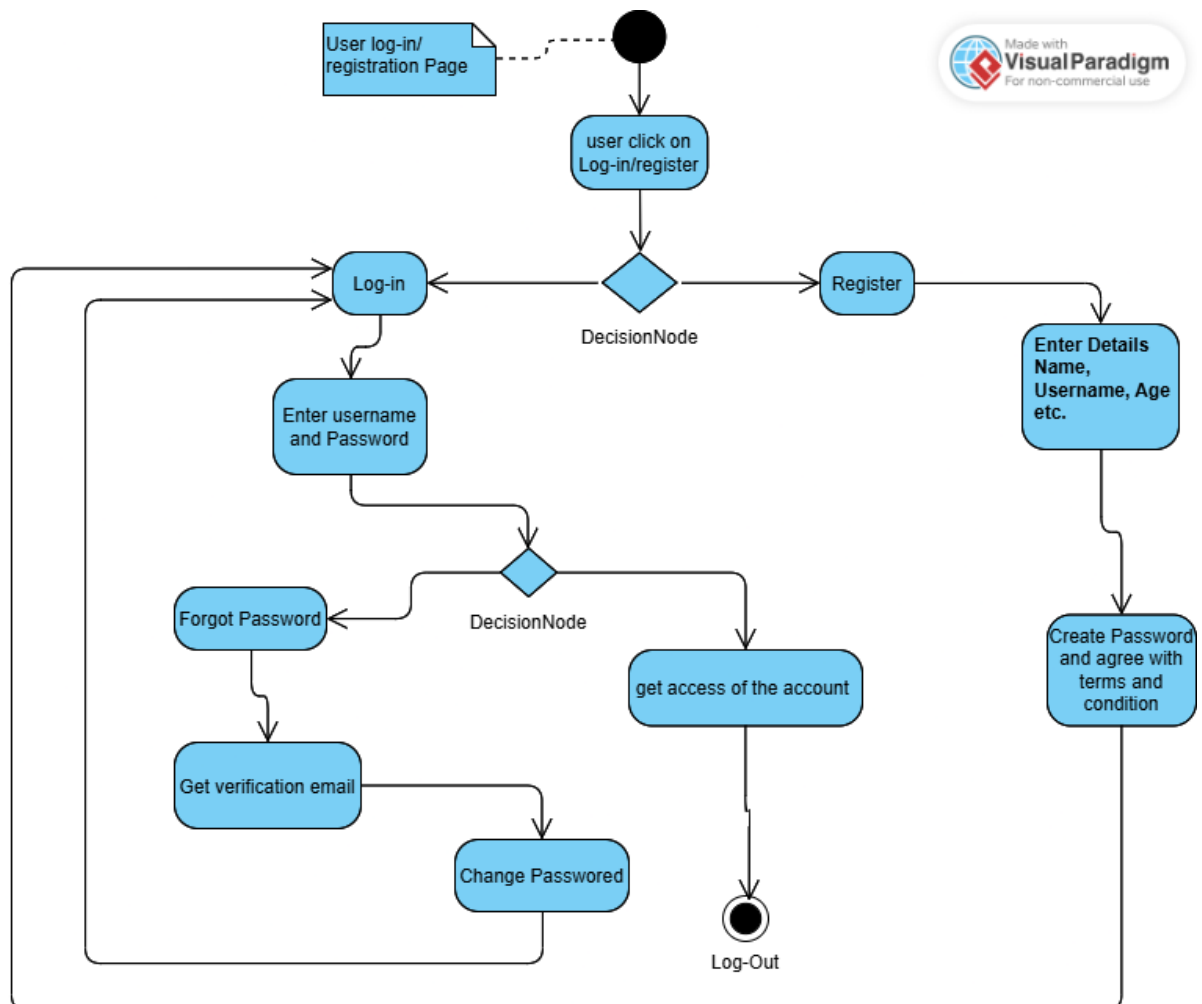 User log-in/
registration Page
Made with
Visual Paradigm
For non-commercial use
user click on
Log-in/register
Log-in
DecisionNode
Register
Enter Details
Name,
Username, Age
etc.
Enter username
and Password
Forgot Password
DecisionNode
get access of the account
Create Password
and agree with
terms and
condition
Get verification email
Change Passwored
Log-Out